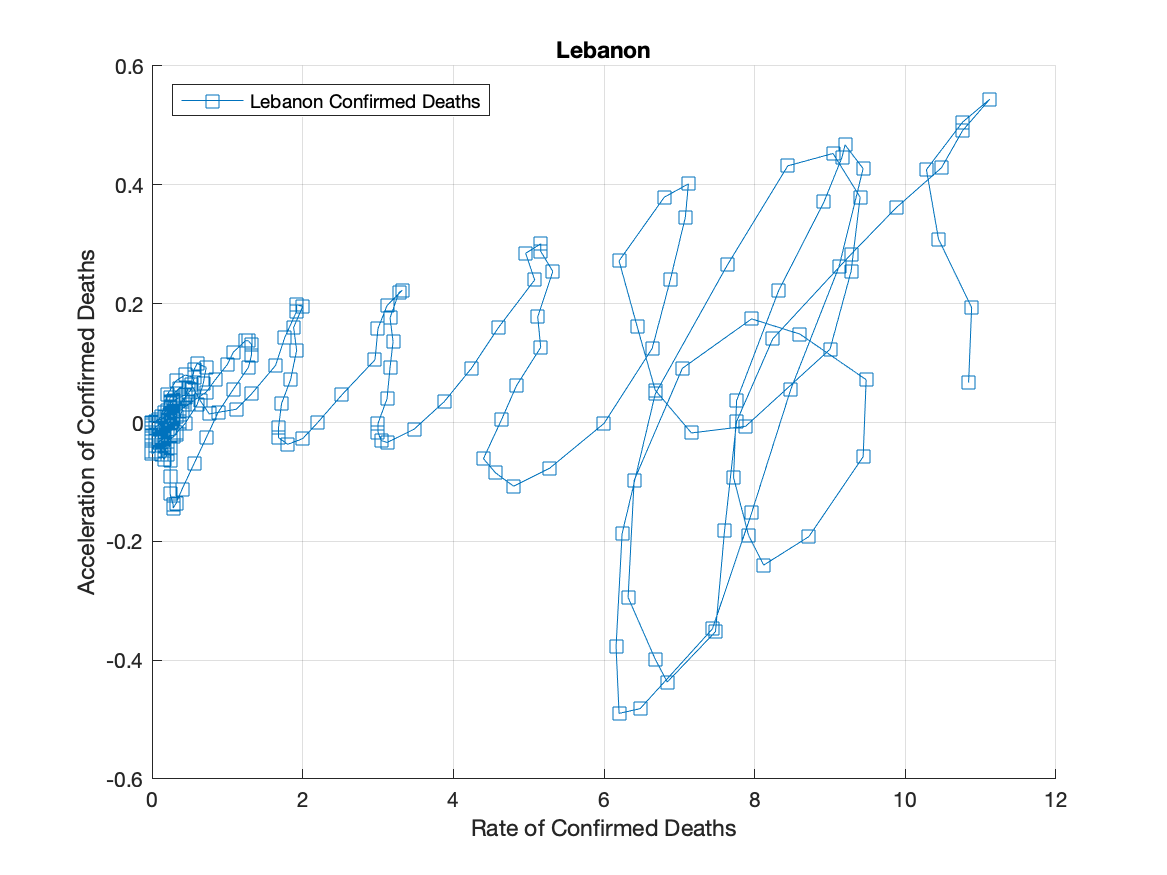 Lebanon
Lebanon Confirmed Deaths
Acceleration of Confirmed Deaths
0.6
0.4
0.2
0
-0.2
-0.4
-0.6
0 2 4 6 8 10 12
Rate of Confirmed Deaths